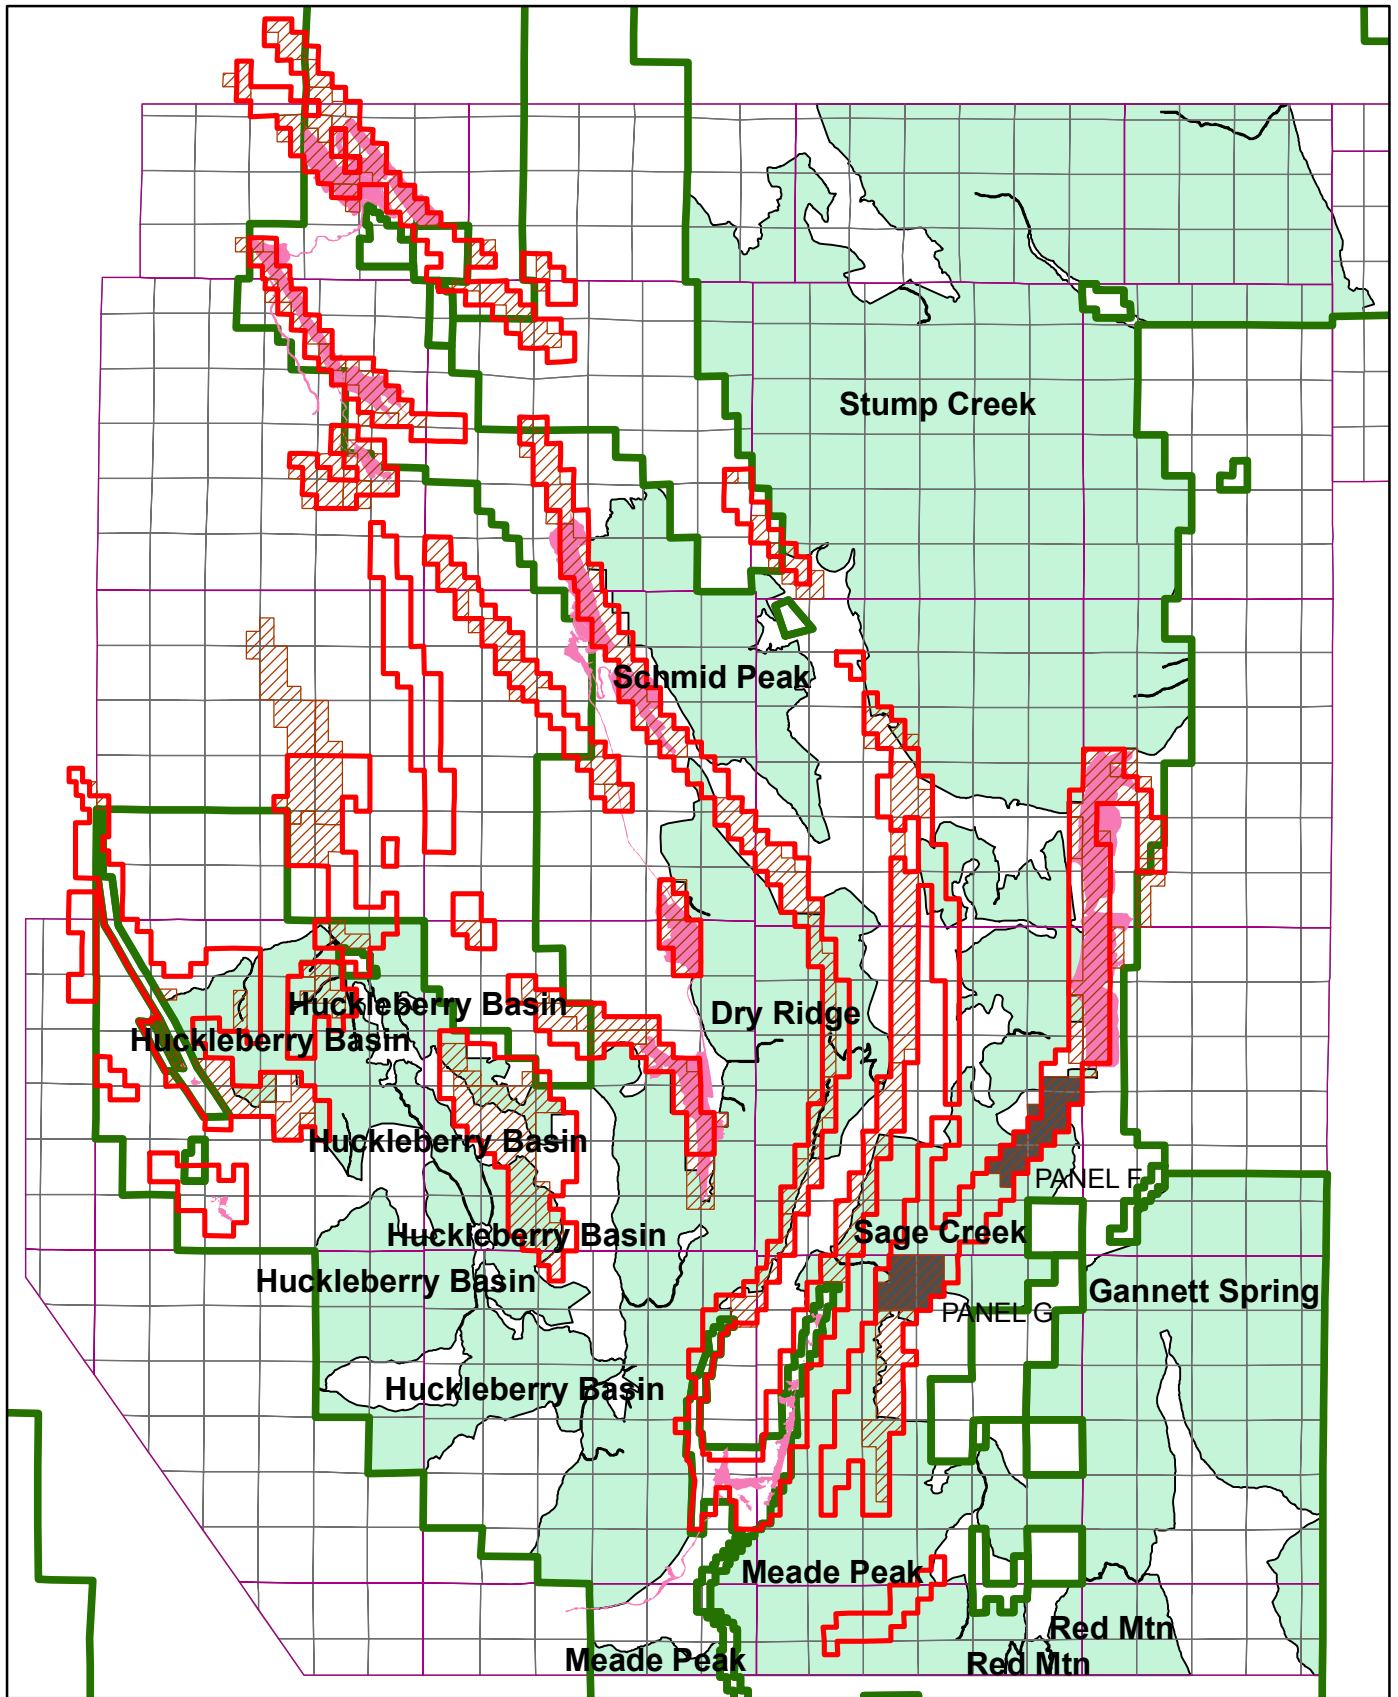 Stump Creek
Schmid Peak
Huckleberry Basin
Dry Ridge
Huckleberry Basin
Huckleberry Basin
PANEL F
Sage Creek
Huckleberry Basin
Huckleberry Basin
Gannett Spring
PANEL G
Huckleberry Basin
Meade Peak
Red Mtn
Meade Peak
Red Mtn